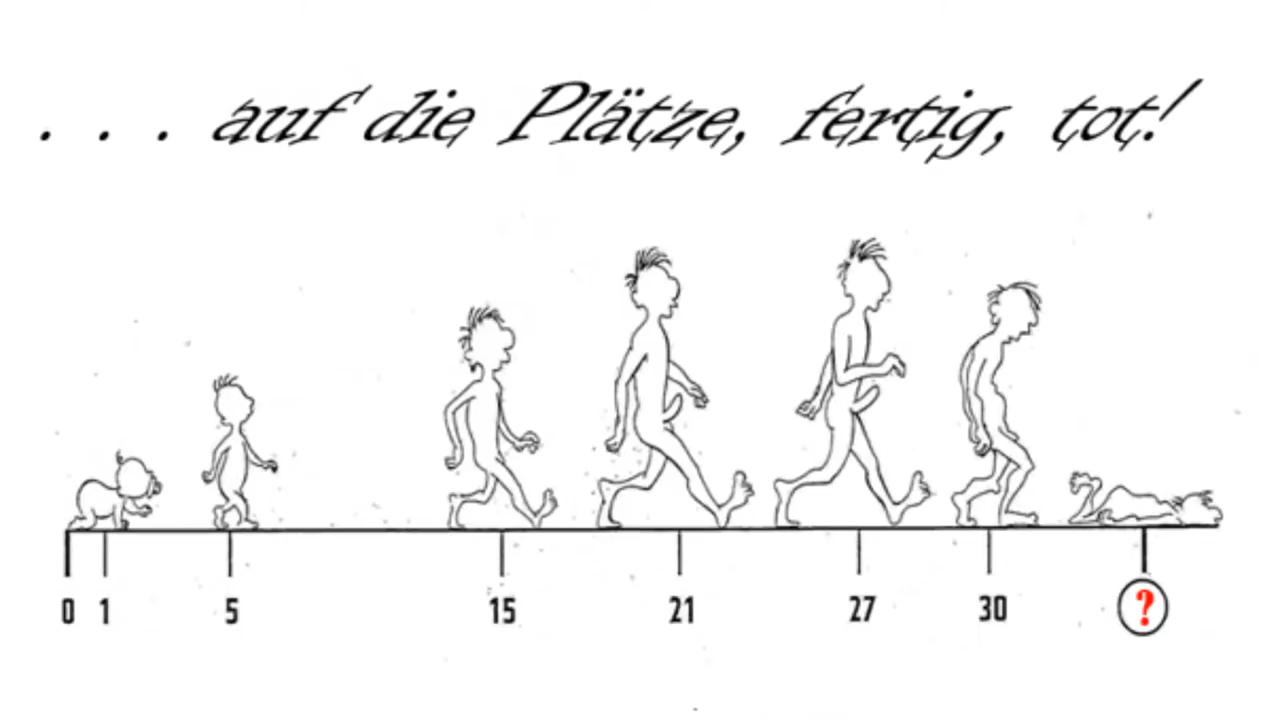 . . . auf die Plätze, fertig, tot!
0 1 5 15 21 27 30 ?